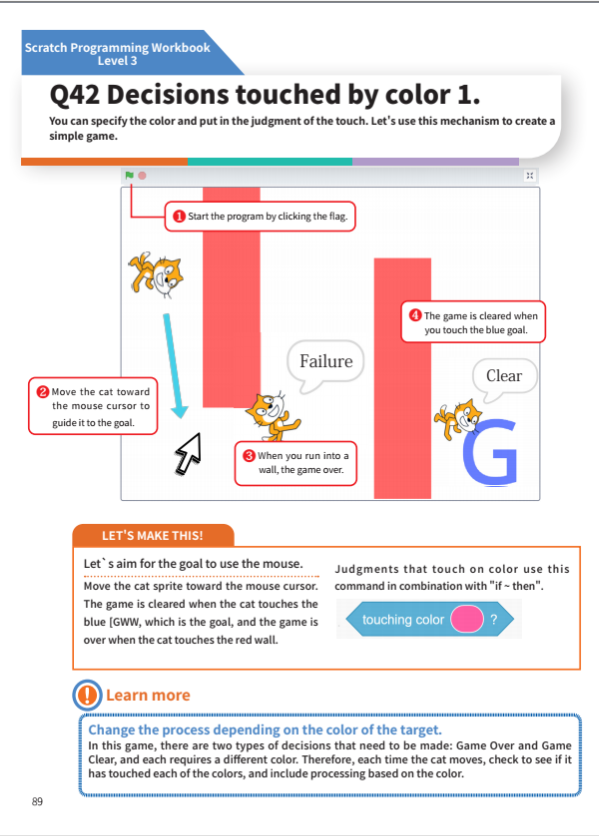 Scratch Programming Workbook
Level 3
Q42 Decisions touched by color 1.
You can specify the color and put in the judgment of the touch. Let's use this mechanism to create a
simple game.
❶ Start the program by clicking the flag.
❹ The game is cleared when
you touch the blue goal.
Failure
Clear
❷ Move the cat toward
the mouse cursor to
guide it to the goal.
G
❸ When you run into a
wall, the game over.
LET'S MAKE THIS!
Let`s aim for the goal to use the mouse.
Move the cat sprite toward the mouse cursor.
The game is cleared when the cat touches the
blue [GWW, which is the goal, and the game is
over when the cat touches the red wall.
Judgments that touch on color use this
command in combination with "if ~ then".
touching color ?
Learn more
Change the process depending on the color of the target.
In this game, there are two types of decisions that need to be made: Game Over and Game
Clear, and each requires a different color. Therefore, each time the cat moves, check to see if it
has touched each of the colors, and include processing based on the color.
89